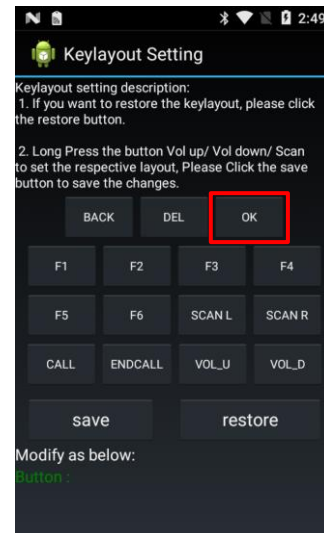 2:49
Keylayout Setting
Keylayout setting description:
1. If you want to restore the keylayout, please click
the restore button.
2. Long Press the button Vol up/ Vol down/ Scan
to set the respective layout, Please Click the save
button to save the changes.
BACK DEL OK
F1 F2 F3 F4
F5 F6 SCAN L SCAN R
CALL ENDCALL VOL_U VOL_D
save restore
Modify as below:
Button :